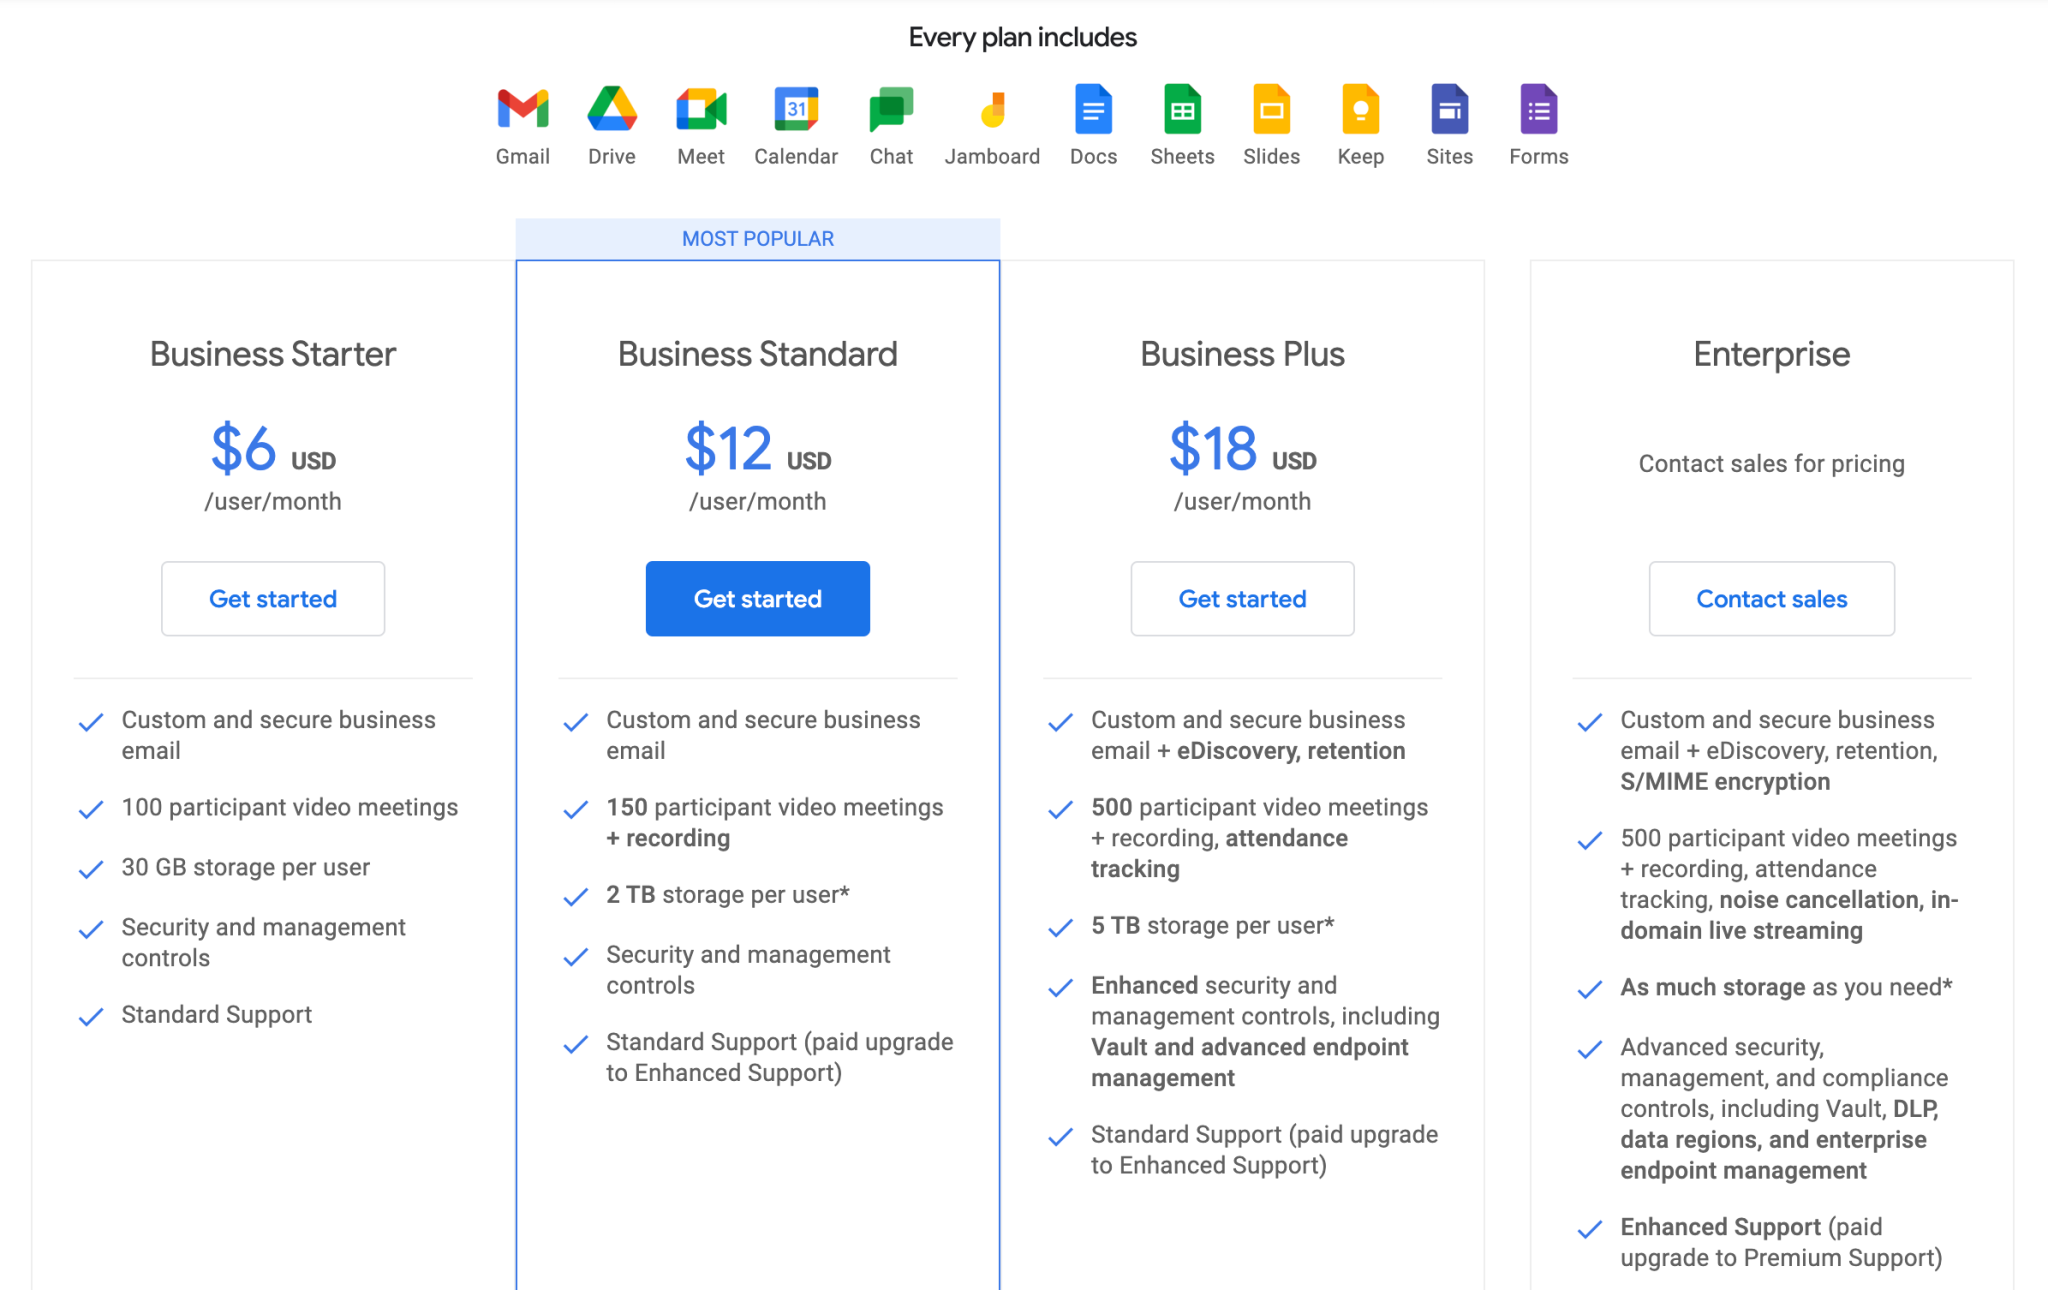 Every plan includes
31
Gmail Drive Meet Calendar Chat Jamboard Docs Sheets Slides Keep Sites Forms
MOST POPULAR
Business Starter
$6 USD
/user/month
Get started
Custom and secure business
email
100 participant video meetings
30 GB storage per user
Security and management
controls
Standard Support
Business Standard
$12 USD
/user/month
Get started
Custom and secure business
email
150 participant video meetings
+ recording
2 TB storage per user*
Security and management
controls
Standard Support (paid upgrade
to Enhanced Support)
Business Plus
$18 USD
/user/month
Get started
Custom and secure business
email + eDiscovery, retention
500 participant video meetings
+ recording, attendance
tracking
5 TB storage per user*
Enhanced security and
management controls, including
Vault and advanced endpoint
management
Standard Support (paid upgrade
to Enhanced Support)
Enterprise
Contact sales for pricing
Contact sales
Custom and secure business
email + eDiscovery, retention,
S/MIME encryption
500 participant video meetings
+ recording, attendance
tracking, noise cancellation, in-
domain live streaming
As much storage as you need*
Advanced security,
management, and compliance
controls, including Vault, DLP,
data regions, and enterprise
endpoint management
Enhanced Support (paid
upgrade to Premium Support)